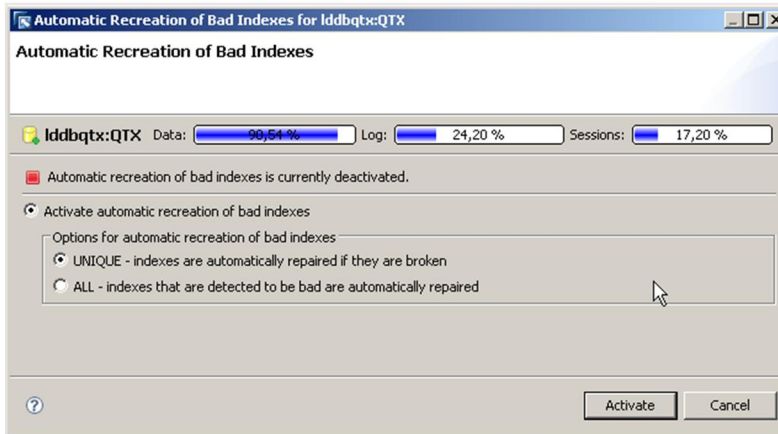 Automatic Recreation of Bad Indexes for lddbqtx:QTX
Automatic Recreation of Bad Indexes
lddbqtx:QTX Data: 90,54 % Log: 24,20 % Sessions: 17,20 %
Automatic recreation of bad indexes is currently deactivated.
Activate automatic recreation of bad indexes
Options for automatic recreation of bad indexes
UNIQUE - indexes are automatically repaired if they are broken
ALL - indexes that are detected to be bad are automatically repaired
? Activate Cancel